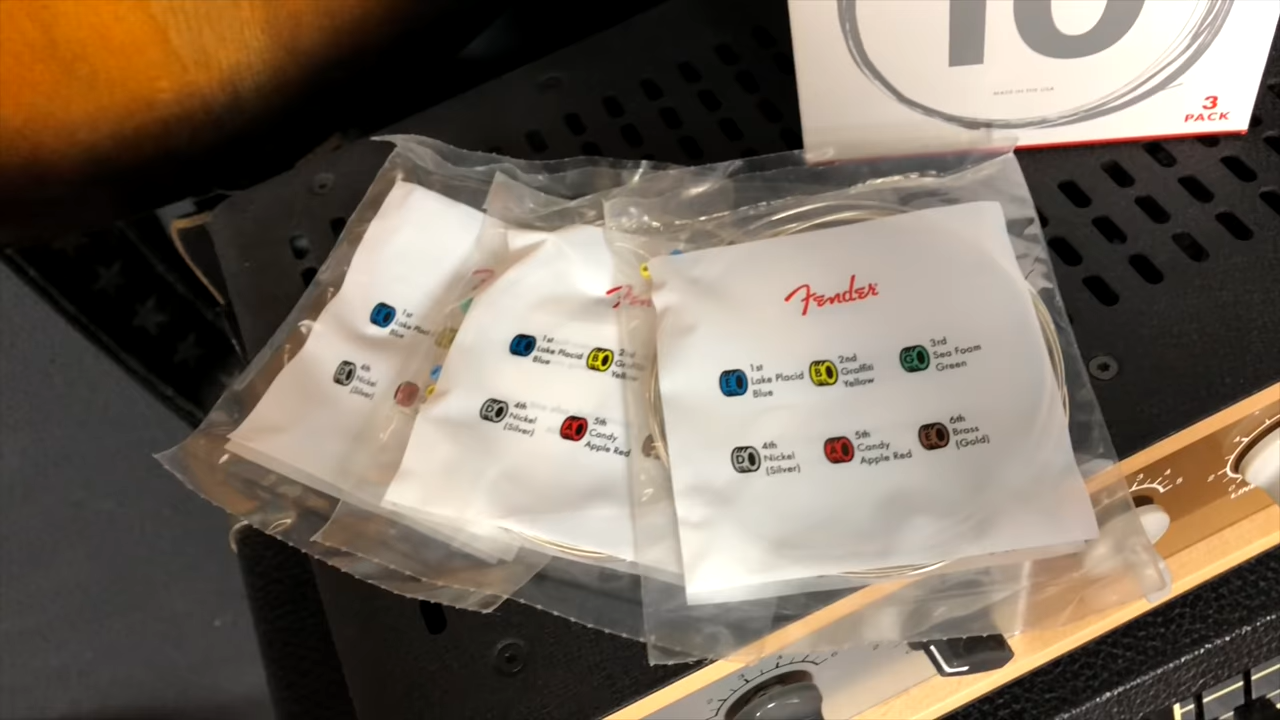 10
MADE IN THE USA
3
PACK
Fender
E
1st
Lake Placid
Blue
B
2nd
Graffiti
Yellow
G
3rd
Sea Foam
Green
D
4th
Nickel
(Silver)
A
5th
Candy
Apple Red
E
6th
Brass
(Gold)
E
1st
Lake Placid
Blue
B
2nd
Yellow
D
4th
Nickel
(Silver)
A
5th
Candy
Apple Red
1st
Lake
Blue
D
4th
Nickel
(Silver)